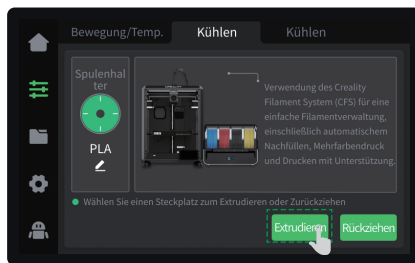 Bewegung/Temp.
Kühlen
Kühlen
Spulenhal
ter
PLA
Verwendung des Creality
Filament System (CFS) für eine
einfache Filamentverwaltung,
einschließlich automatischem
Nachfüllen, Mehrfarbendruck
und Drucken mit Unterstützung.
Wählen Sie einen Steckplatz zum Extrudieren oder Zurückziehen
Extrudieren
Rückziehen